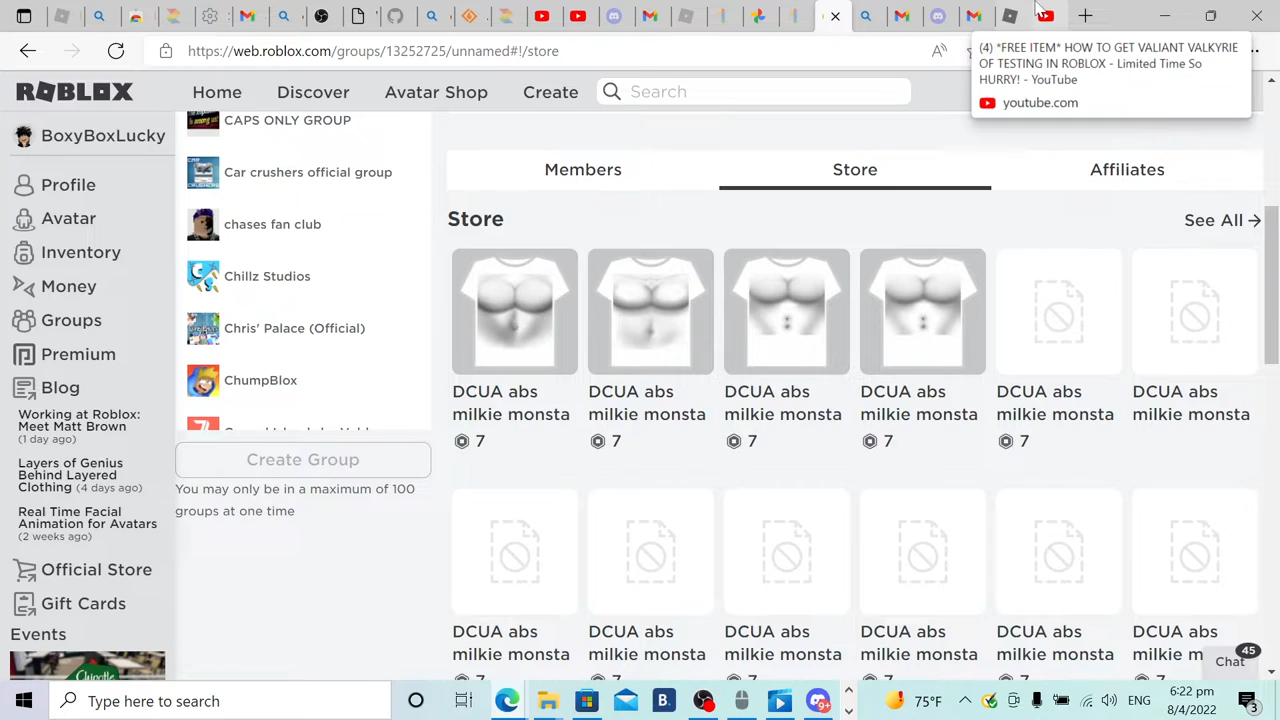 https://web.roblox.com/groups/13252725/unnamed#!/store
(4) *FREE ITEM* HOW TO GET VALIANT VALKYRIE
OF TESTING IN ROBLOX - Limited Time So
HURRY! - YouTube
youtube.com
ROBLOX
Home
Discover
Avatar Shop
Create
Search
BoxyBoxLucky
Profile
Avatar
Inventory
Money
Groups
Premium
Blog
Working at Roblox:
Meet Matt Brown
(1 day ago)
Layers of Genius
Behind Layered
Clothing (4 days ago)
Real Time Facial
Animation for Avatars
(2 weeks ago)
Official Store
Gift Cards
Events
CAPS ONLY GROUP
Car crushers official group
chases fan club
Chillz Studios
Chris' Palace (Official)
ChumpBlox
Create Group
You may only be in a maximum of 100
groups at one time
Members
Store
Affiliates
Store
See All
DCUA abs
milkie monsta
7
DCUA abs
milkie monsta
7
DCUA abs
milkie monsta
7
DCUA abs
milkie monsta
7
DCUA abs
milkie monsta
7
DCUA abs
milkie monsta
DCUA abs
milkie monsta
DCUA abs
milkie monsta
DCUA abs
milkie monsta
DCUA abs
milkie monsta
DCUA abs
milkie monsta
DCUA abs
milkie monsta
Chat
45
Type here to search
B.
9+
75°F
ENG
6:22 pm
8/4/2022
3